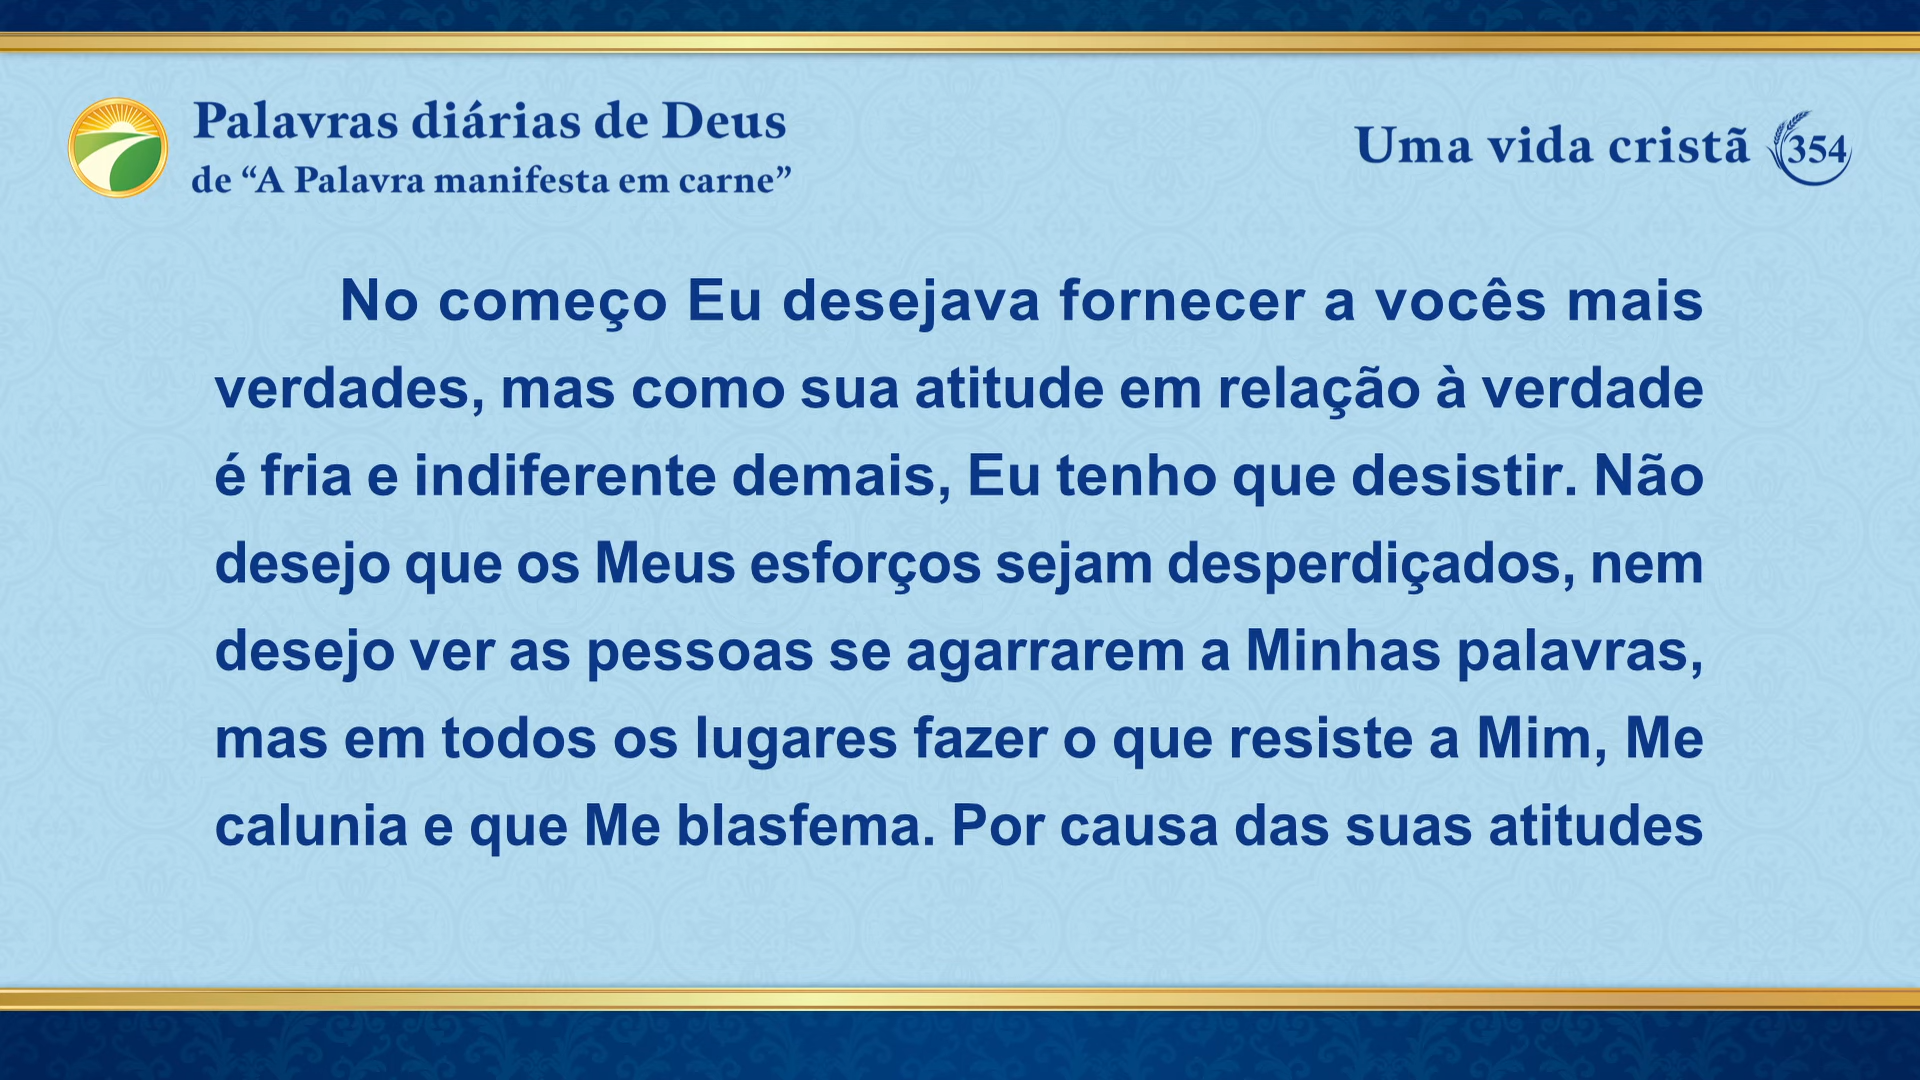 Palavras diárias de Deus
de “A Palavra manifesta em carne”
Uma vida cristã 354
No começo Eu desejava fornecer a vocês mais
verdades, mas como sua atitude em relação à verdade
é fria e indiferente demais, Eu tenho que desistir. Não
desejo que os Meus esforços sejam desperdiçados, nem
desejo ver as pessoas se agarrarem a Minhas palavras,
mas em todos os lugares fazer o que resiste a Mim, Me
calunia e que Me blasfema. Por causa das suas atitudes